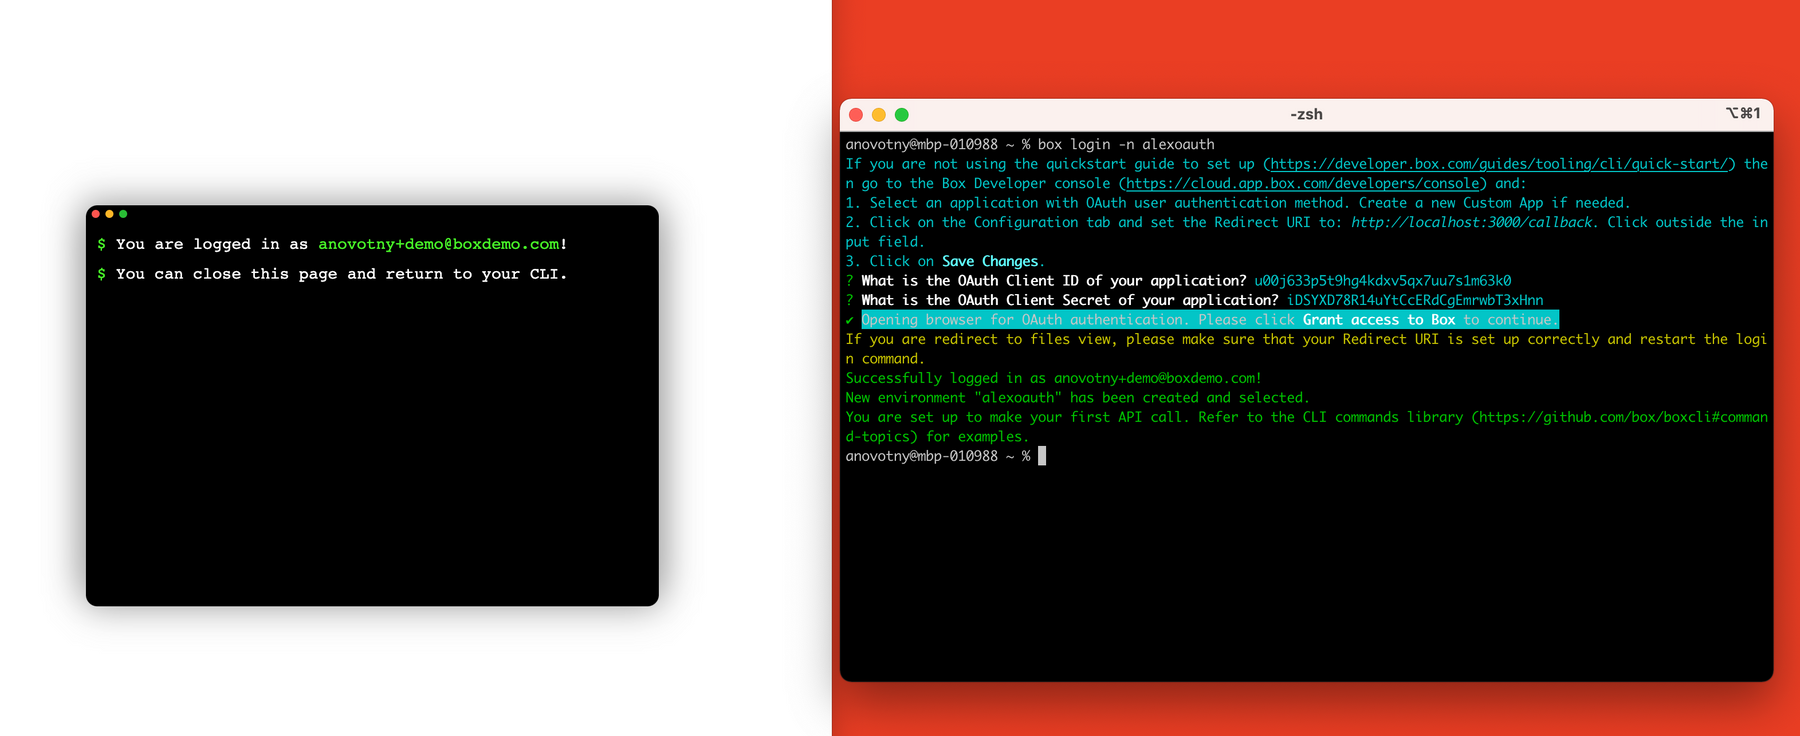 $ You are logged in as anovotny+demo@boxdemo.com!
$ You can close this page and return to your CLI.
-zsh
⌥⌘1
anovotny@mbp-010988 ~ % box login -n alexoauth
If you are not using the quickstart guide to set up (https://developer.box.com/guides/tooling/cli/quick-start/) the
n go to the Box Developer console (https://cloud.app.box.com/developers/console) and:
1. Select an application with OAuth user authentication method. Create a new Custom App if needed.
2. Click on the Configuration tab and set the Redirect URI to: http://localhost:3000/callback. Click outside the in
put field.
3. Click on Save Changes.
? What is the OAuth Client ID of your application? u00j633p5t9hg4kdxv5qx7uu7s1m63k0
? What is the OAuth Client Secret of your application? iDSYXD78R14uYtCcERdCgEmrwbT3xHnn
✔ Opening browser for OAuth authentication. Please click Grant access to Box to continue.
If you are redirect to files view, please make sure that your Redirect URI is set up correctly and restart the logi
n command.
Successfully logged in as anovotny+demo@boxdemo.com!
New environment "alexoauth" has been created and selected.
You are set up to make your first API call. Refer to the CLI commands library (https://github.com/box/boxcli#comman
d-topics) for examples.
anovotny@mbp-010988 ~ %